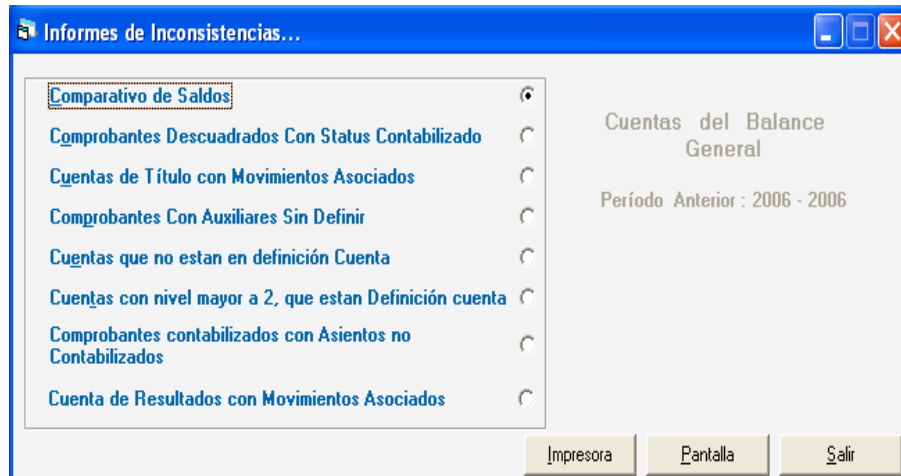 Informes de Inconsistencias...
Comparativo de Saldos
Comprobantes Descuadrados Con Status Contabilizado
Cuentas de Título con Movimientos Asociados
Comprobantes Con Auxiliares Sin Definir
Cuentas que no estan en definición Cuenta
Cuentas con nivel mayor a 2, que estan Definición cuenta
Comprobantes contabilizados con Asientos no
Contabilizados
Cuenta de Resultados con Movimientos Asociados
Cuentas del Balance
General
Período Anterior : 2006 - 2006
Impresora
Pantalla
Salir